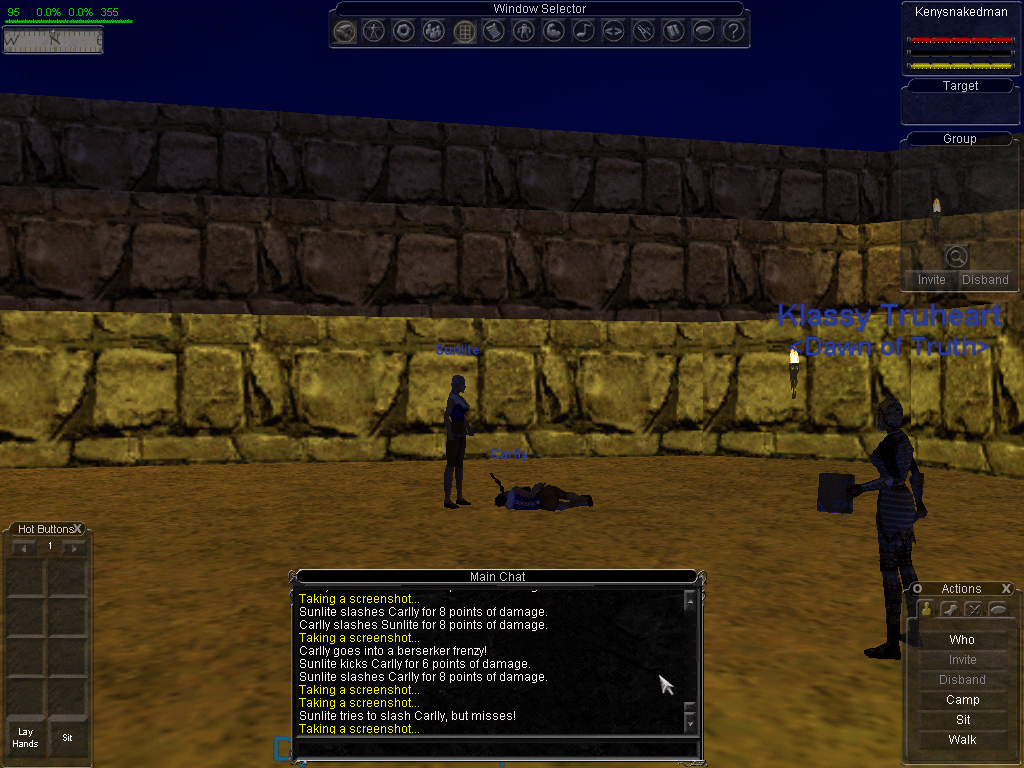 95 0.0% 0.0% 355
W N E
Window Selector
?
Kenysnakedman
Target
Group
Invite Disband
Klassy Truheart
<Dawn of Truth>
Sunlite
Carlly
Hot Buttons X
1
Lay Hands
Sit
Main Chat
Taking a screenshot...
Sunlite slashes Carlly for 8 points of damage.
Carlly slashes Sunlite for 8 points of damage.
Taking a screenshot...
Carlly goes into a berserker frenzy!
Sunlite kicks Carlly for 6 points of damage.
Sunlite slashes Carlly for 8 points of damage.
Taking a screenshot...
Taking a screenshot...
Sunlite tries to slash Carlly, but misses!
Taking a screenshot...
Actions X
Who
Invite
Disband
Camp
Sit
Walk